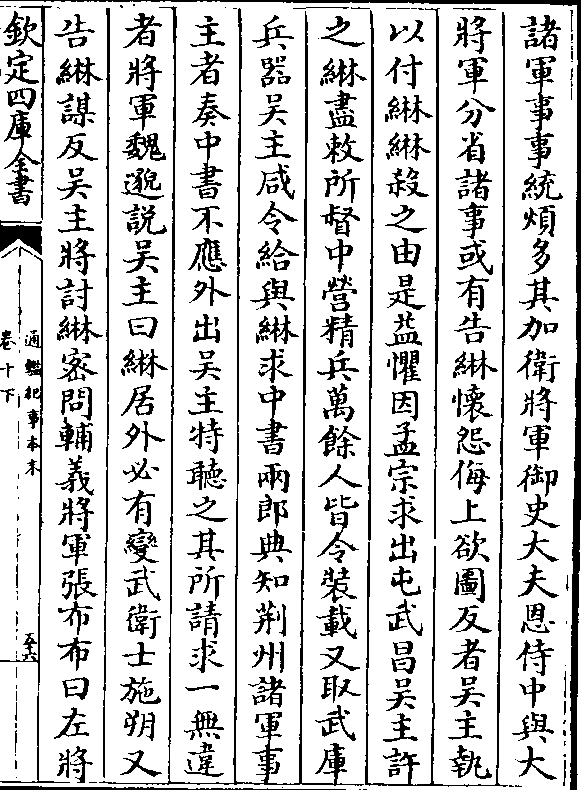 諸軍事事統煩多其加衛將軍御史大夫恩侍中與大
將軍分省諸事或有告綝懷怨侮上欲圖反者吳主執
以付綝綝殺之由是益懼因孟宗求出屯武昌吳主許
之綝盡敕所督中營精兵萬餘人皆令裝載又取武庫
兵器吳主咸令給與綝求中書兩郎典知荆州諸軍事
主者奏中書不應外出吳主特聽之其所請求一無違
者將軍魏邈説吳主曰綝居外必有變武衛士施朔又
告綝謀反吳主將討綝密問輔義將軍張布布曰左將
欽定四庫全書
通鑑紀事本末
卷十下
五十六